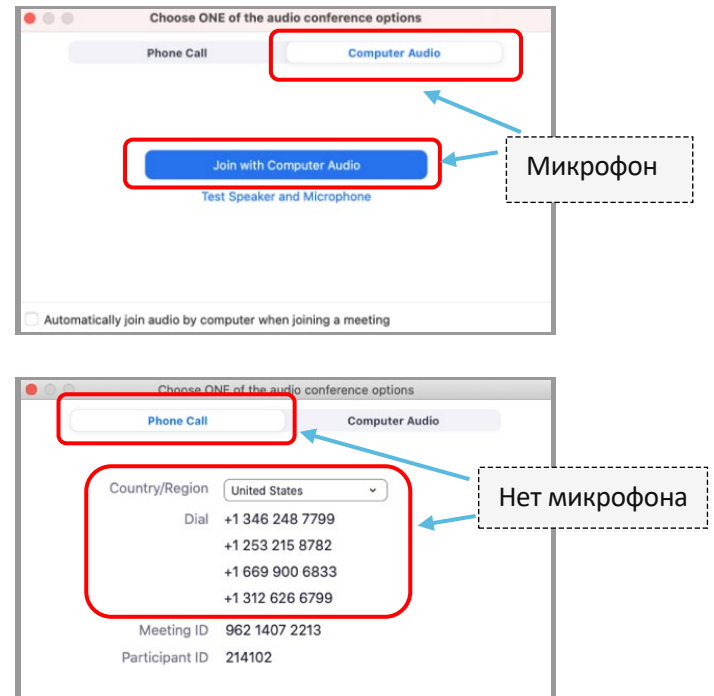 Choose ONE of the audio conference options
Phone Call
Computer Audio
Join with Computer Audio
Микрофон
Test Speaker and Microphone
Automatically join audio by computer when joining a meeting
Choose ONE of the audio conference options
Phone Call
Computer Audio
Country/Region United States
Нет микрофона
Dial +1 346 248 7799
+1 253 215 8782
+1 669 900 6833
+1 312 626 6799
Meeting ID 962 1407 2213
Participant ID 214102